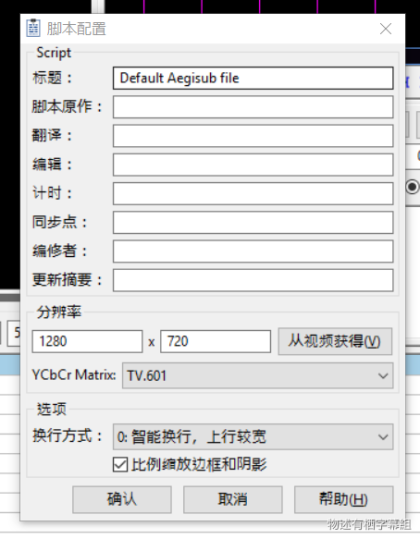 脚本配置
Script
标题：
Default Aegisub file
脚本原作：
翻译：
编辑：
计时：
同步点：
编修者：
更新摘要：
分辨率
1280 x 720 从视频获得(V)
YCbCr Matrix: TV.601
选项
换行方式： 0: 智能换行，上行较宽
比例缩放边框和阴影
确认 取消 帮助(H)
物述有栖字幕组